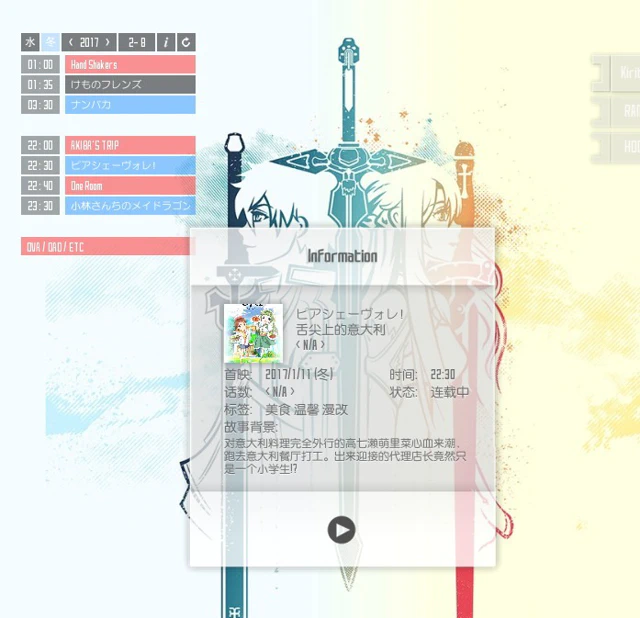 水 冬 < 2017 > 2-8 i
01:00 Hand Shakers
01:35 けものフレンズ
03:30 ナンバカ
22:00 AKIBA'S TRIP
22:30 ピアシェーヴォレ!
22:40 One Room
23:30 小林さんちのメイドラゴン
OVA / OAD / ETC
Information
ピアシェーヴォレ!
舌尖上的意大利
< N/A >
首映: 2017/1/11 (冬) 时间: 22:30
话数: < N/A > 状态: 连载中
标签: 美食 温馨 漫改
故事背景:
对意大利料理完全外行的高七濑萌里菜心血来潮,
跑去意大利餐厅打工。出来迎接的代理店长竟然只
是一个小学生!?